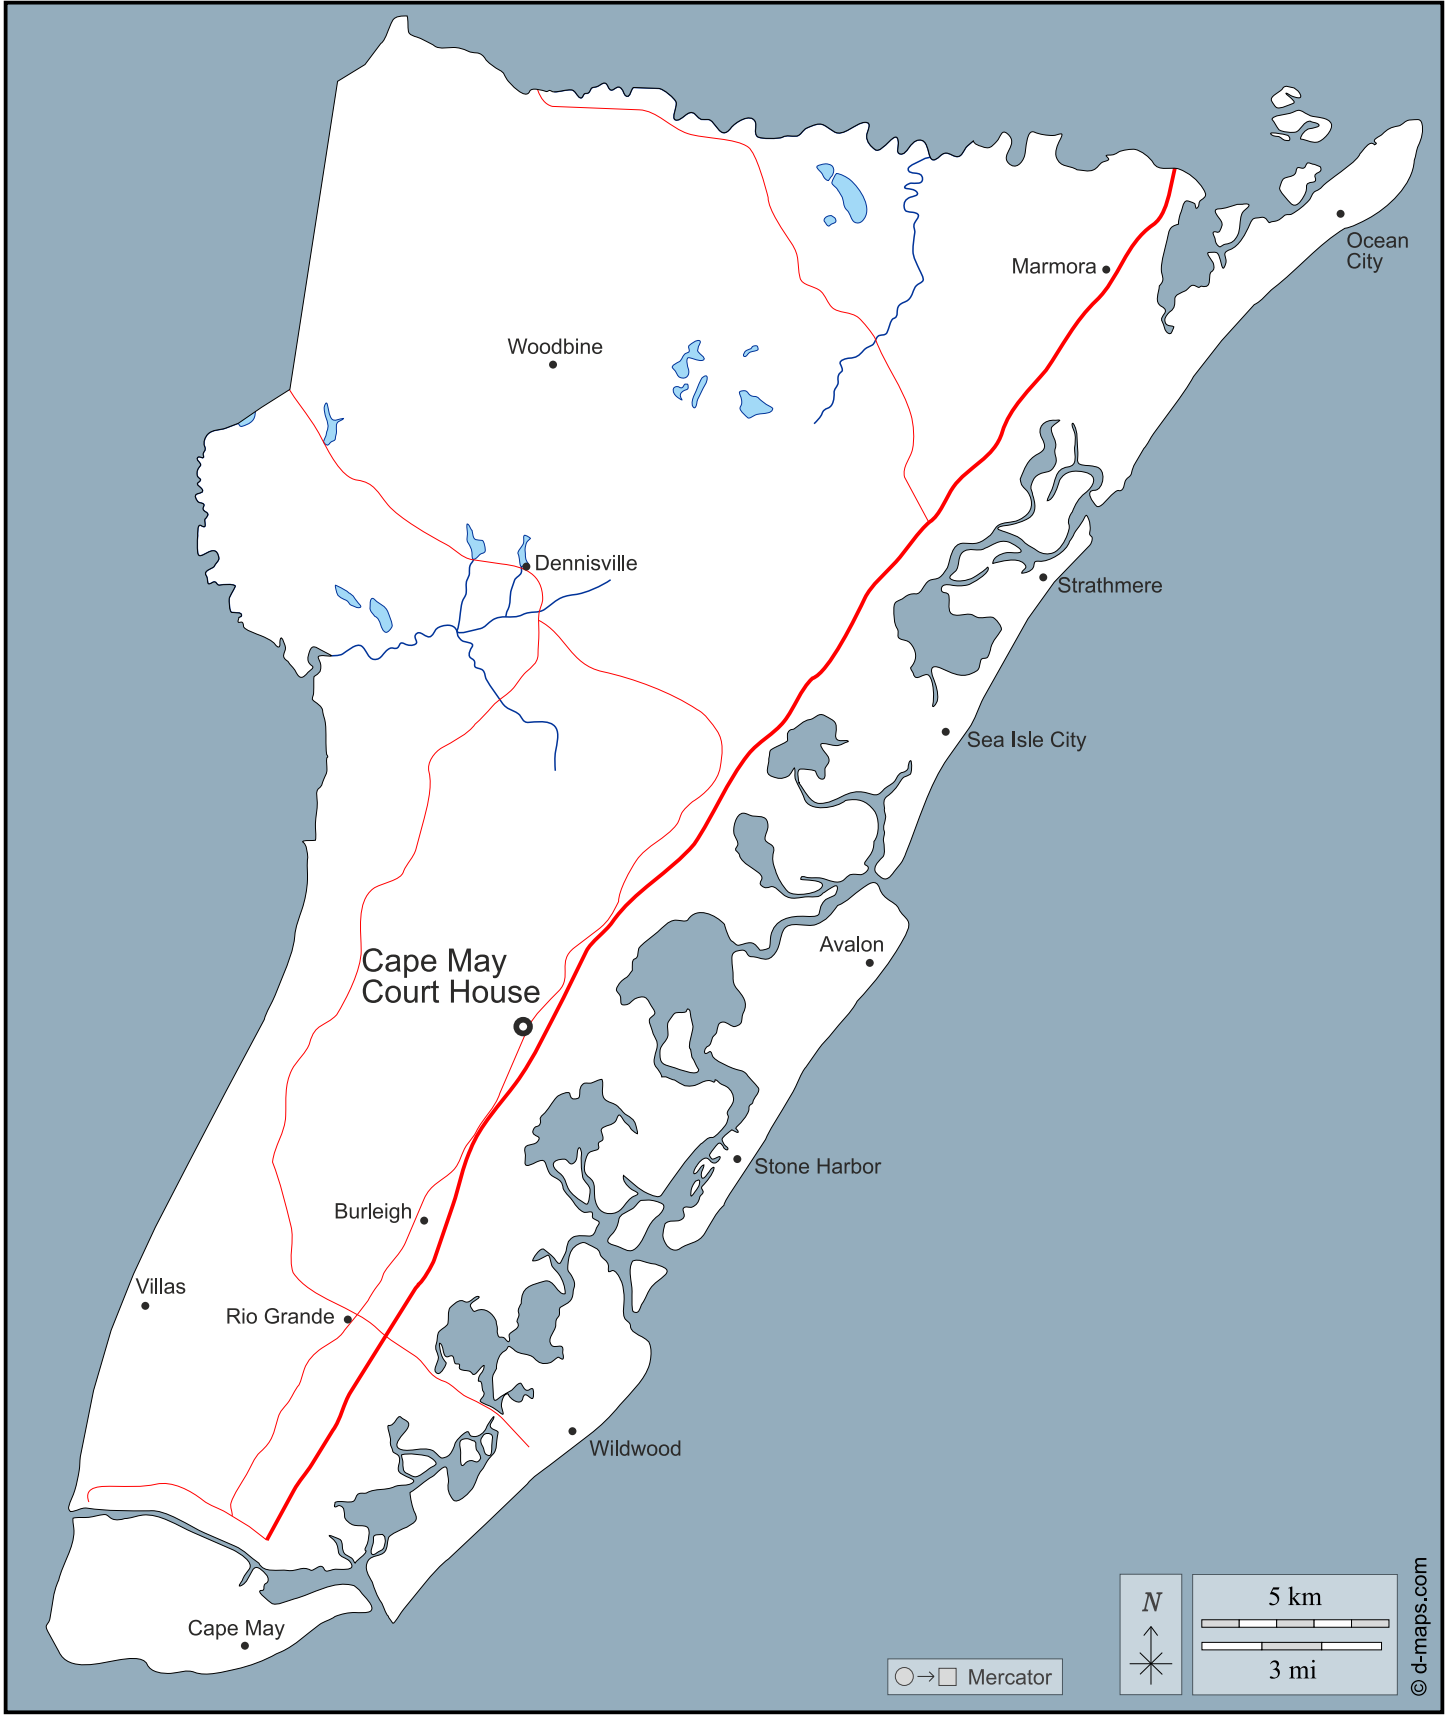 Ocean
City
Marmora
Woodbine
Dennisville
Strathmere
Sea Isle City
Avalon
Cape May
Court House
Stone Harbor
Burleigh
Villas
Rio Grande
Wildwood
Cape May
N
5 km
3 mi
Mercator
© d-maps.com